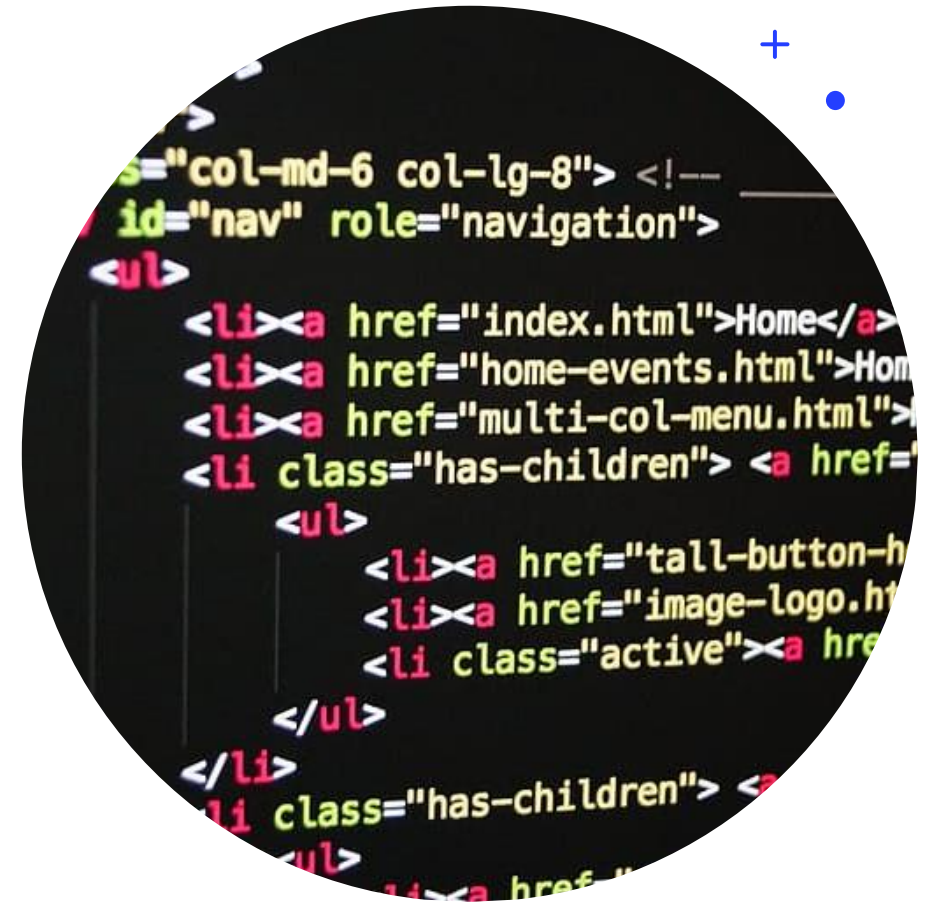 ">
s="col-md-6 col-lg-8"> <!--
id="nav" role="navigation">
<ul>
<li><a href="index.html">Home</a>
<li><a href="home-events.html">Hom
<li><a href="multi-col-menu.html">
<li class="has-children"> <a href="
<ul>
<li><a href="tall-button-h
<li><a href="image-logo.ht
<li class="active"><a hre
</ul>
</li>
<li class="has-children"> <a
<ul>
<li><a href="